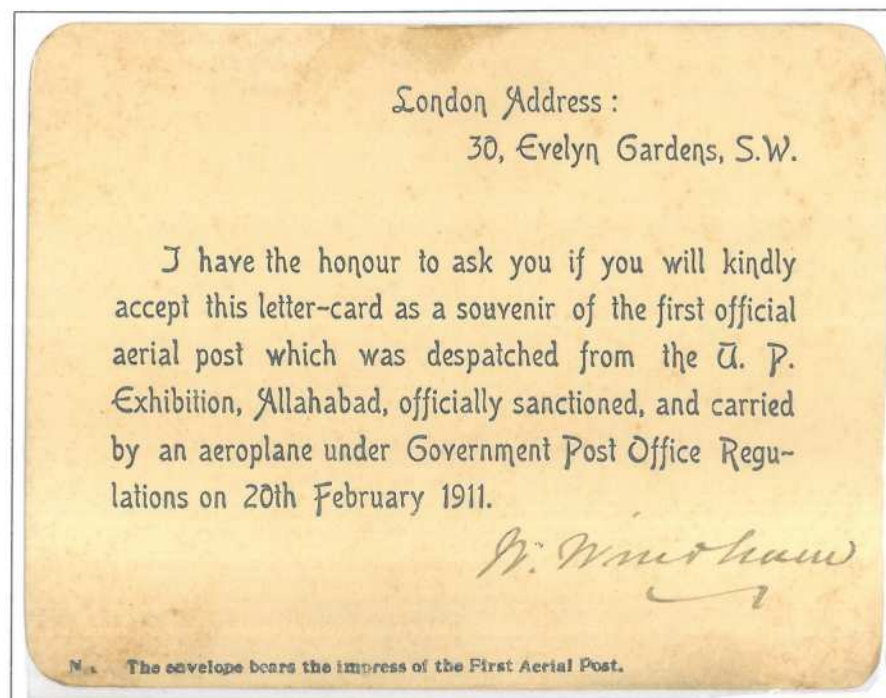 London Address :
30, Evelyn Gardens, S.W.
I have the honour to ask you if you will kindly
accept this letter-card as a souvenir of the first official
aerial post which was despatched from the U. P.
Exhibition, Allahabad, officially sanctioned, and carried
by an aeroplane under Government Post Office Regu-
lations on 20th February 1911.
W. Windham
N. The envelope bears the impress of the First Aerial Post.